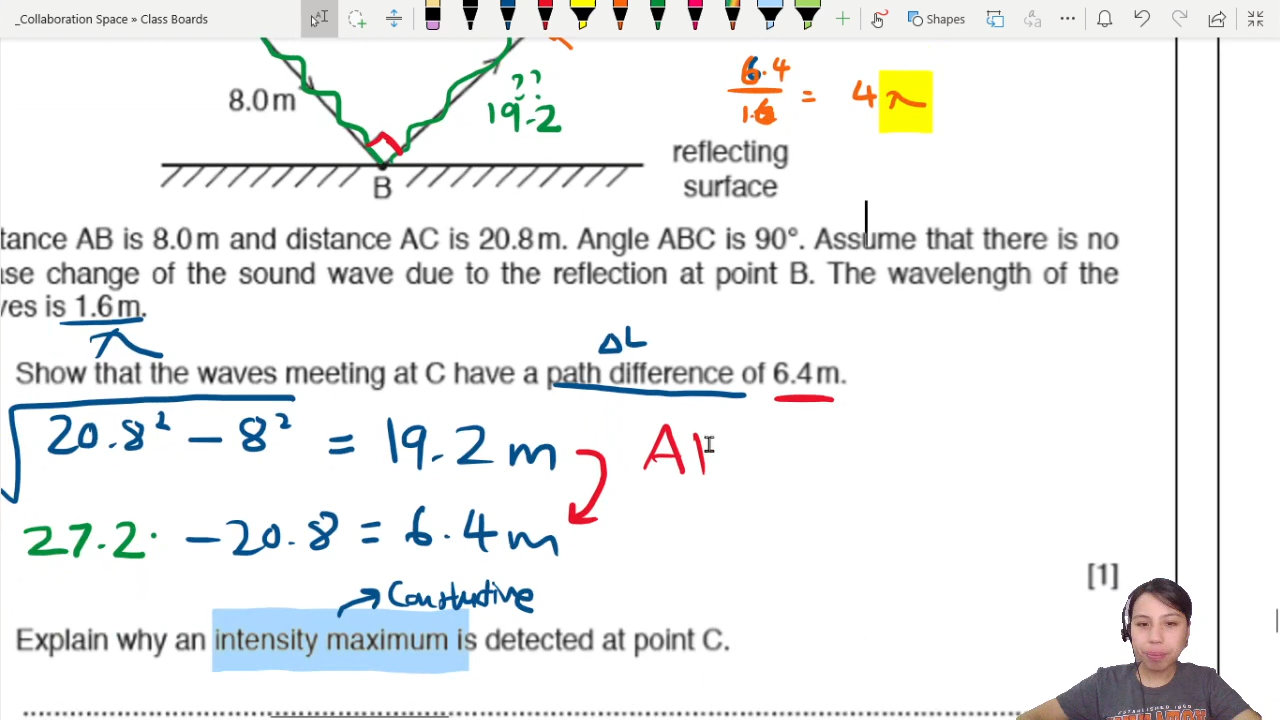 _Collaboration Space » Class Boards
Shapes
8.0 m
??
19.2
6.4
1.6
= 4 λ
B
reflecting
surface
tance AB is 8.0 m and distance AC is 20.8 m. Angle ABC is 90°. Assume that there is no
ase change of the sound wave due to the reflection at point B. The wavelength of the
ves is 1.6 m.
λ
ΔL
Show that the waves meeting at C have a path difference of 6.4 m.
√20.8² – 8² = 19.2 m
27.2 – 20.8 = 6.4 m
[1]
Constructive
Explain why an intensity maximum is detected at point C.